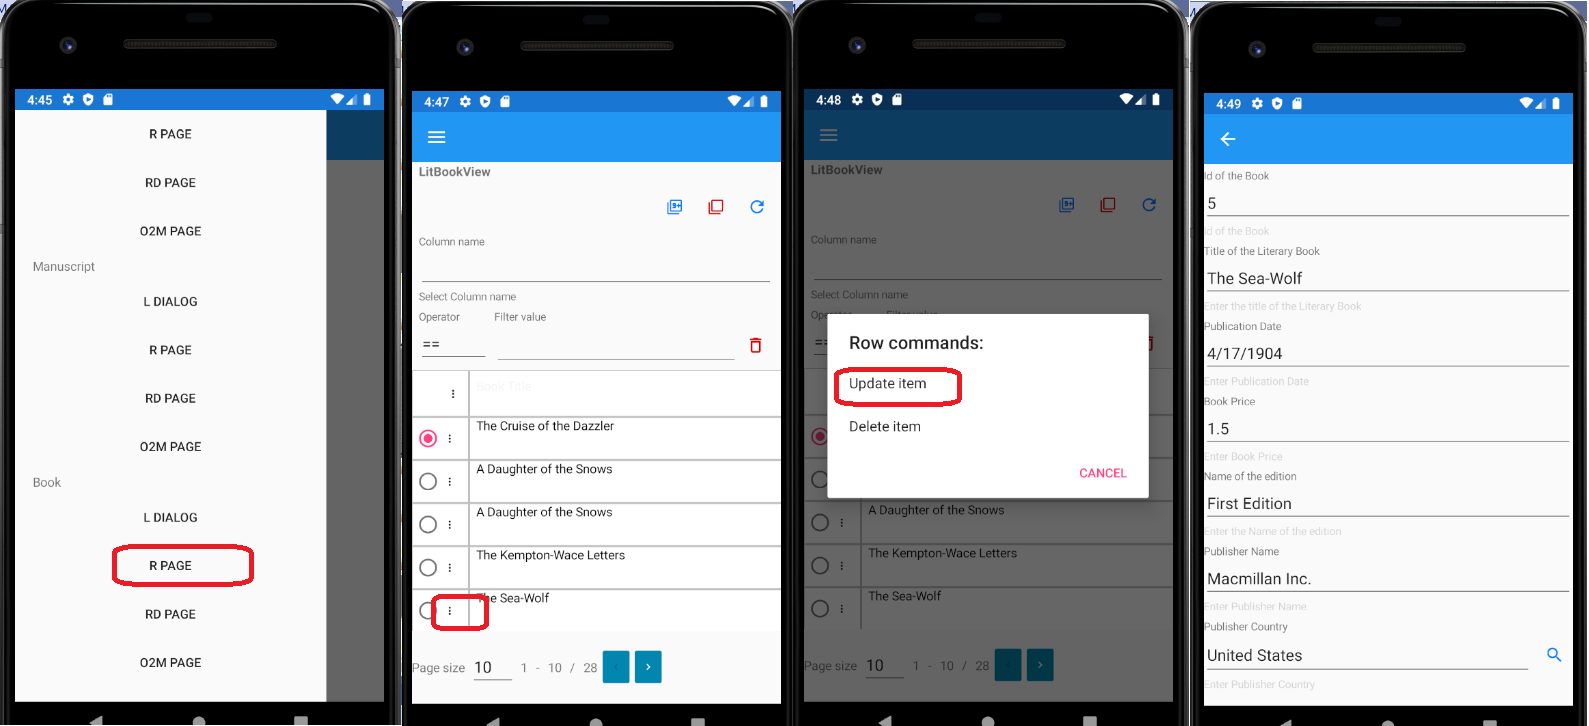 4:45
R PAGE
RD PAGE
O2M PAGE
Manuscript
L DIALOG
R PAGE
RD PAGE
O2M PAGE
Book
L DIALOG
R PAGE
RD PAGE
O2M PAGE
4:47
LitBookView
9+
Column name
Select Column name
Operator Filter value
==
Book Title
The Cruise of the Dazzler
A Daughter of the Snows
A Daughter of the Snows
The Kempton-Wace Letters
The Sea-Wolf
Page size 10 1 - 10 / 28 < >
4:48
LitBookView
9+
Column name
Select Column name
Operator Filter value
==
Row commands:
Update item
Delete item
CANCEL
A Daughter of the Snows
The Kempton-Wace Letters
The Sea-Wolf
Page size 10 1 - 10 / 28 < >
4:49
Id of the Book
5
Id of the Book
Title of the Literary Book
The Sea-Wolf
Enter the title of the Literary Book
Publication Date
4/17/1904
Enter Publication Date
Book Price
1.5
Enter Book Price
Name of the edition
First Edition
Enter the Name of the edition
Publisher Name
Macmillan Inc.
Enter Publisher Name
Publisher Country
United States
Enter Publisher Country